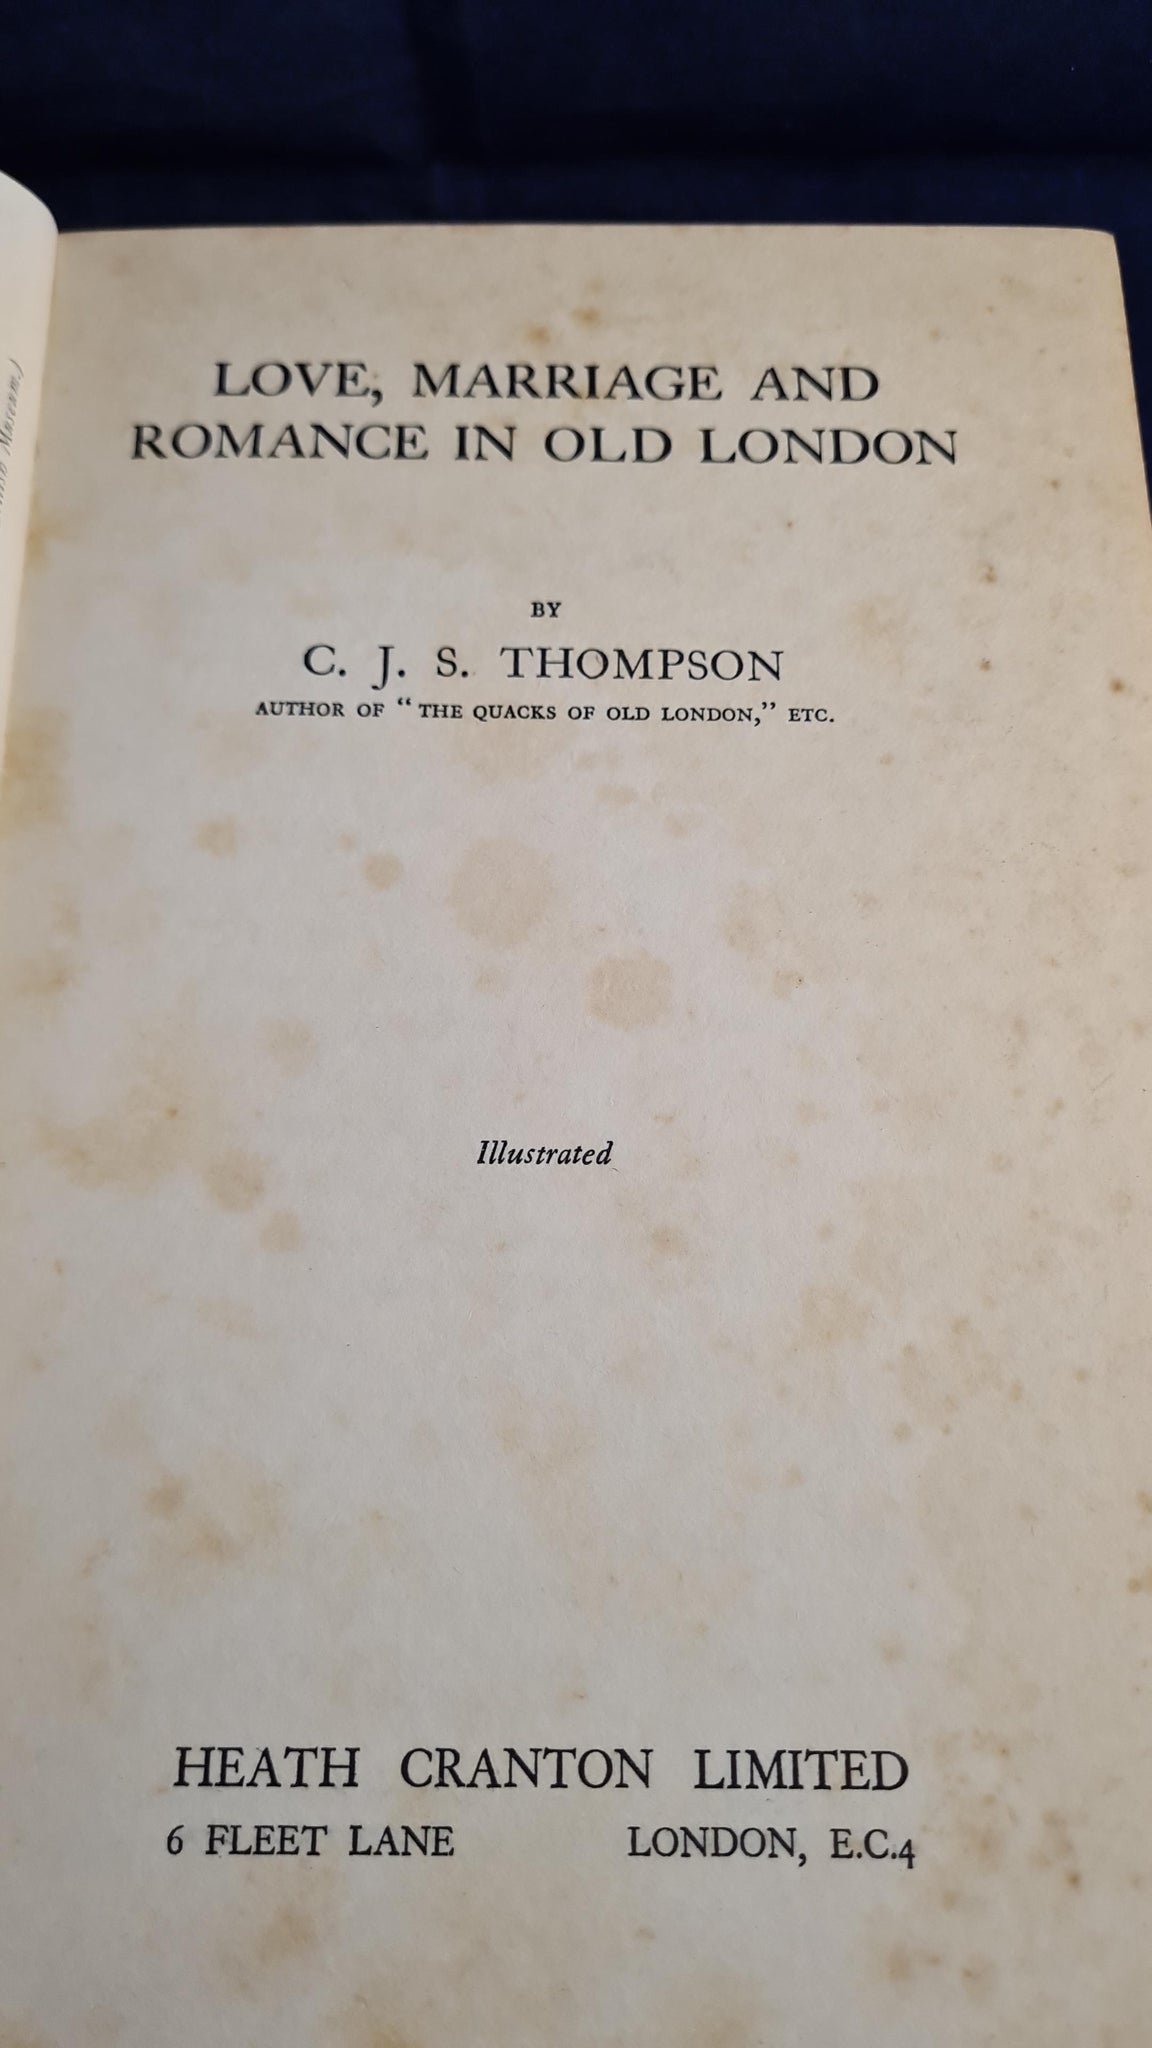 LOVE, MARRIAGE AND
ROMANCE IN OLD LONDON
BY
C. J. S. THOMPSON
AUTHOR OF "THE QUACKS OF OLD LONDON," ETC.
Illustrated
HEATH CRANTON LIMITED
6 FLEET LANE LONDON, E.C.4
Museum.]